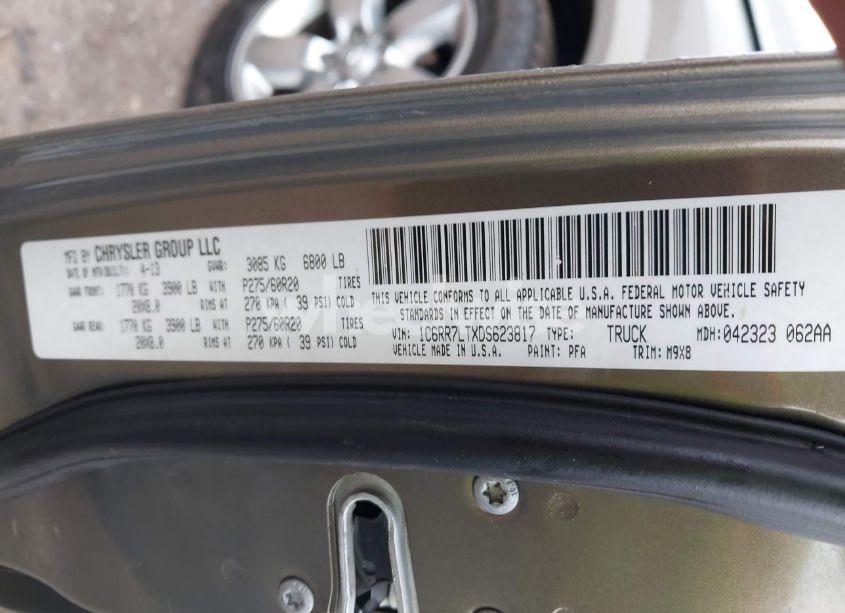 MFD BY CHRYSLER GROUP LLC
DATE OF MFR(BUILT): 4-13 GVWR: 3085 KG 6800 LB
GAWR FRONT: 1770 KG 3900 LB WITH P275/60R20 TIRES
20X8.0 RIMS AT 270 KPA ( 39 PSI) COLD
GAWR REAR: 1770 KG 3900 LB WITH P275/60R20 TIRES
20X8.0 RIMS AT 270 KPA ( 39 PSI) COLD
THIS VEHICLE CONFORMS TO ALL APPLICABLE U.S.A. FEDERAL MOTOR VEHICLE SAFETY
STANDARDS IN EFFECT ON THE DATE OF MANUFACTURE SHOWN ABOVE.
VIN: 1C6RR7LTXDS623817 TYPE: TRUCK MDH: 042323 062AA
VEHICLE MADE IN U.S.A. PAINT: PFA TRIM: M9X8